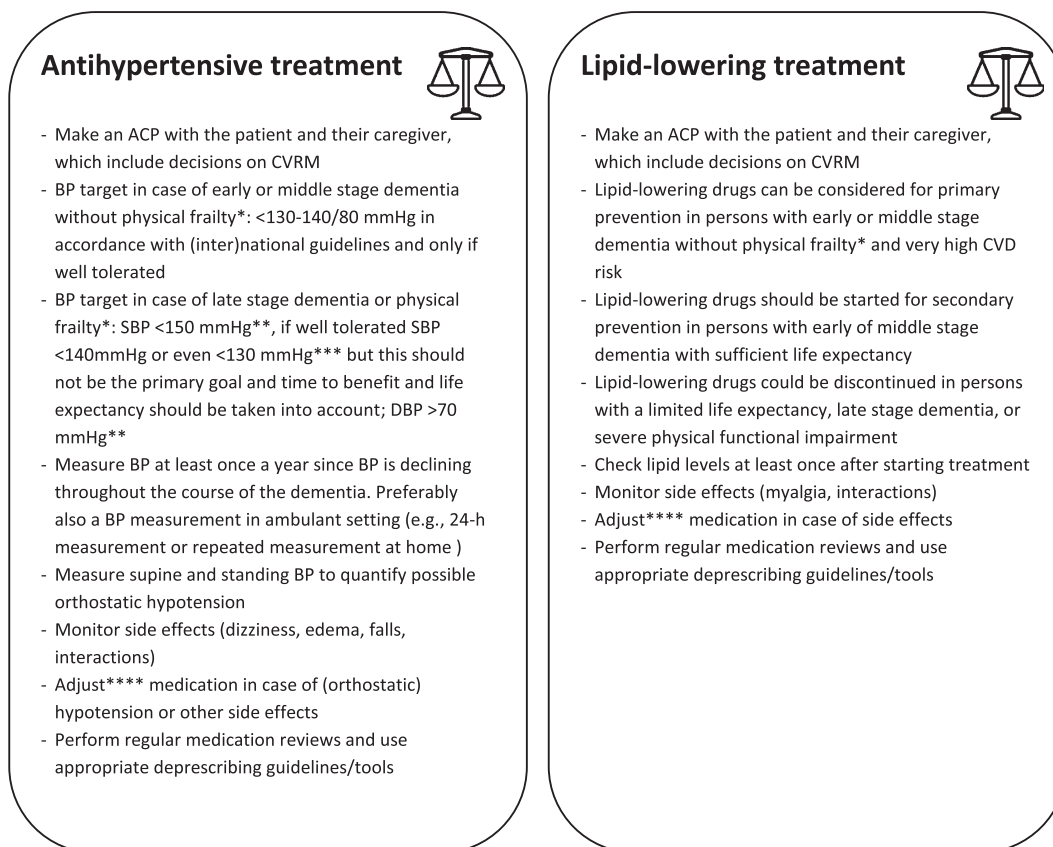 Antihypertensive treatment
- Make an ACP with the patient and their caregiver,
which include decisions on CVRM
- BP target in case of early or middle stage dementia
without physical frailty*: <130-140/80 mmHg in
accordance with (inter)national guidelines and only if
well tolerated
- BP target in case of late stage dementia or physical
frailty*: SBP <150 mmHg**, if well tolerated SBP
<140mmHg or even <130 mmHg*** but this should
not be the primary goal and time to benefit and life
expectancy should be taken into account; DBP >70
mmHg**
- Measure BP at least once a year since BP is declining
throughout the course of the dementia. Preferably
also a BP measurement in ambulant setting (e.g., 24-h
measurement or repeated measurement at home )
- Measure supine and standing BP to quantify possible
orthostatic hypotension
- Monitor side effects (dizziness, edema, falls,
interactions)
- Adjust**** medication in case of (orthostatic)
hypotension or other side effects
- Perform regular medication reviews and use
appropriate deprescribing guidelines/tools
Lipid-lowering treatment
- Make an ACP with the patient and their caregiver,
which include decisions on CVRM
- Lipid-lowering drugs can be considered for primary
prevention in persons with early or middle stage
dementia without physical frailty* and very high CVD
risk
- Lipid-lowering drugs should be started for secondary
prevention in persons with early of middle stage
dementia with sufficient life expectancy
- Lipid-lowering drugs could be discontinued in persons
with a limited life expectancy, late stage dementia, or
severe physical functional impairment
- Check lipid levels at least once after starting treatment
- Monitor side effects (myalgia, interactions)
- Adjust**** medication in case of side effects
- Perform regular medication reviews and use
appropriate deprescribing guidelines/tools